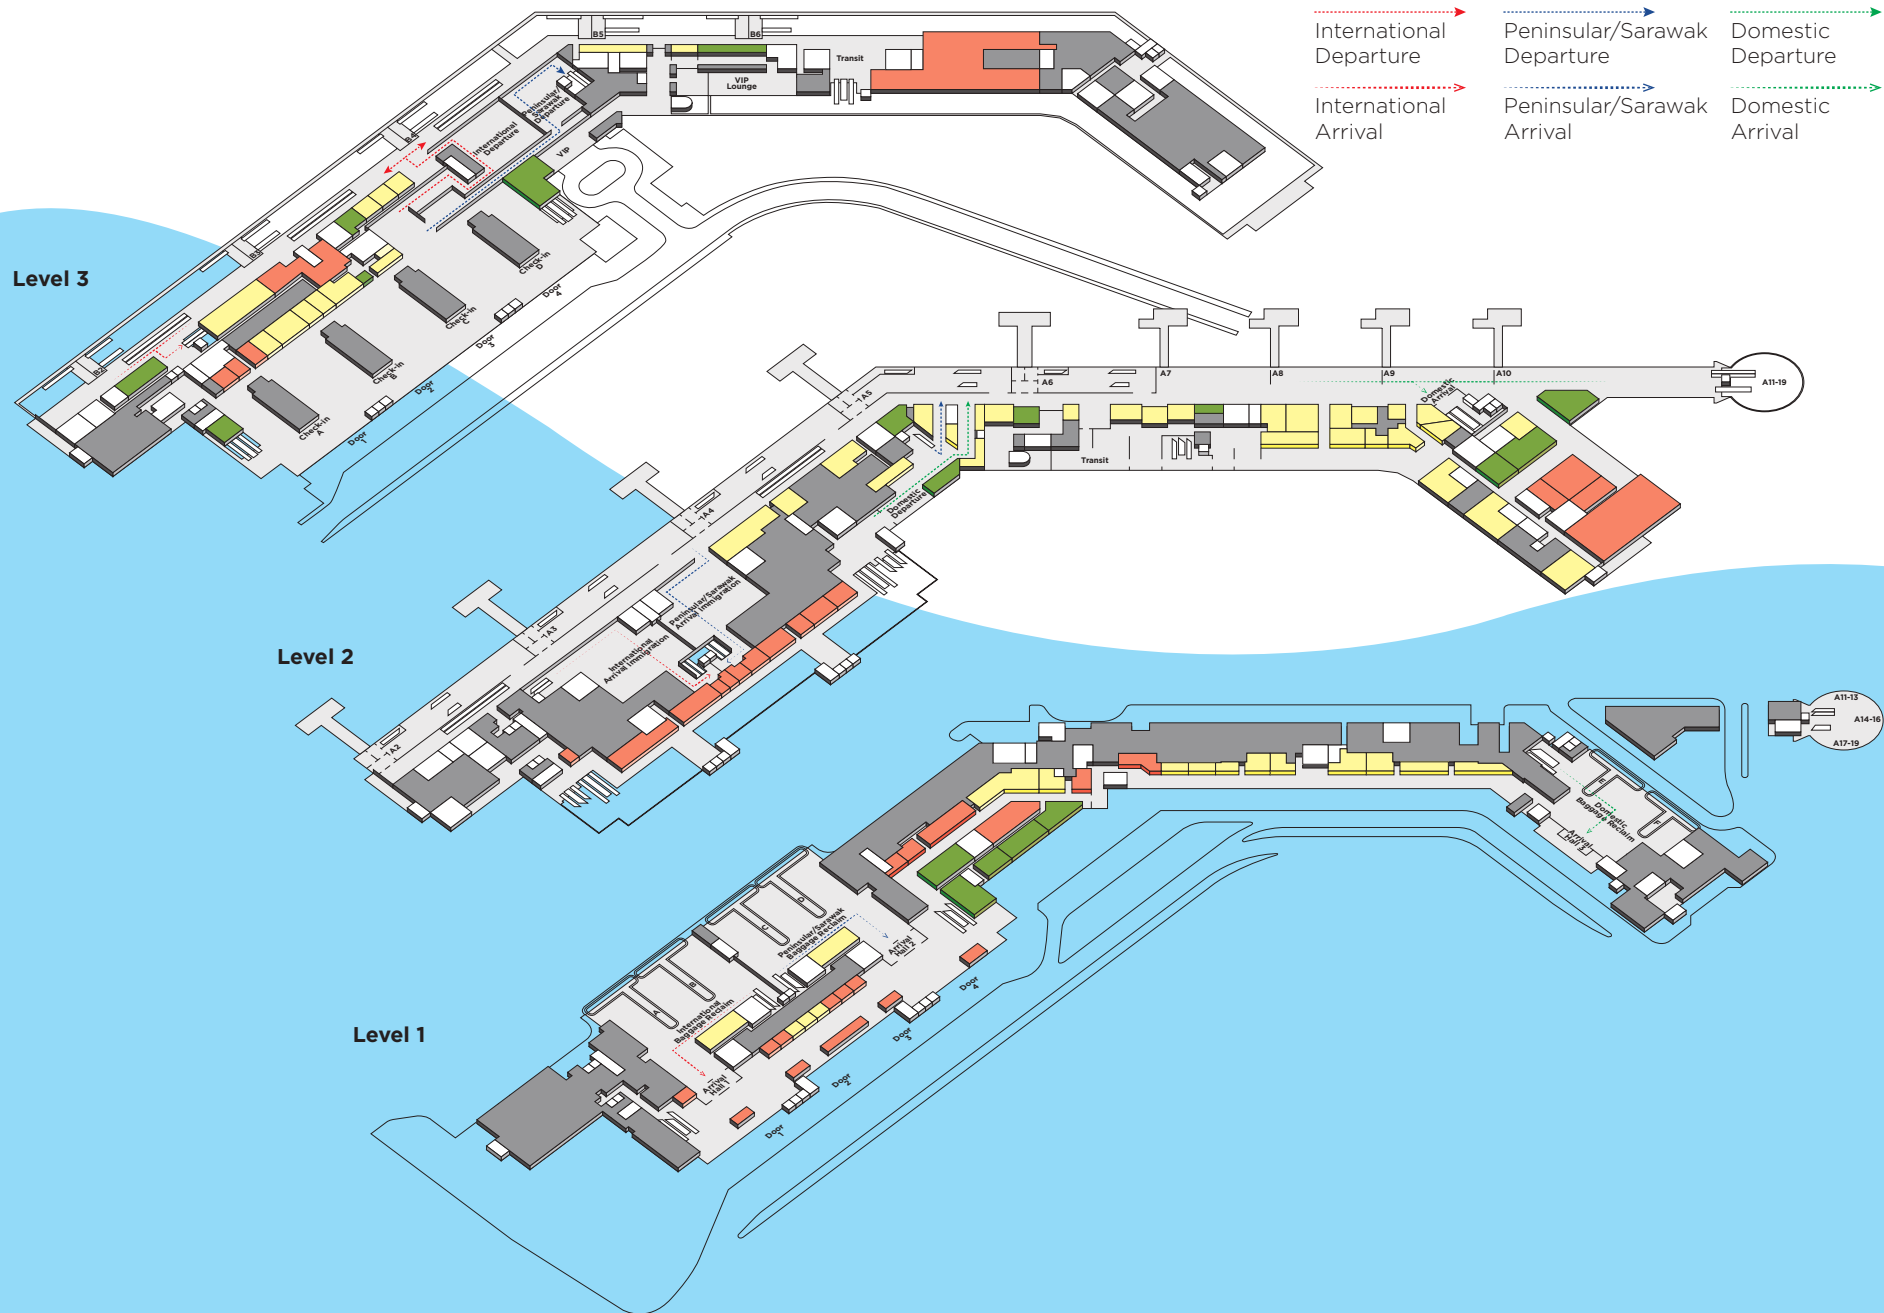 International
Departure
Peninsular/Sarawak
Departure
Domestic
Departure
International
Arrival
Peninsular/Sarawak
Arrival
Domestic
Arrival
Level 3
B2
B3
B4
B5
B6
Transit
VIP
Lounge
VIP
Peninsular/
Sarawak
Departure
International
Departure
Check-in
D
Check-in
C
Check-in
B
Check-in
A
Door
4
Door
3
Door
2
Door
1
Level 2
A2
A3
A4
A5
A6
A7
A8
A9
A10
A11-19
Domestic
Arrival
Transit
Domestic
Departure
Peninsular/Sarawak
Arrival Immigration
International
Arrival Immigration
Level 1
A11-13
A14-16
A17-19
E
F
Domestic
Baggage Reclaim
Arrival
Hall 3
D
C
B
A
Peninsular/Sarawak
Baggage Reclaim
Arrival
Hall 2
International
Baggage Reclaim
Arrival
Hall 1
Door
4
Door
3
Door
2
Door
1